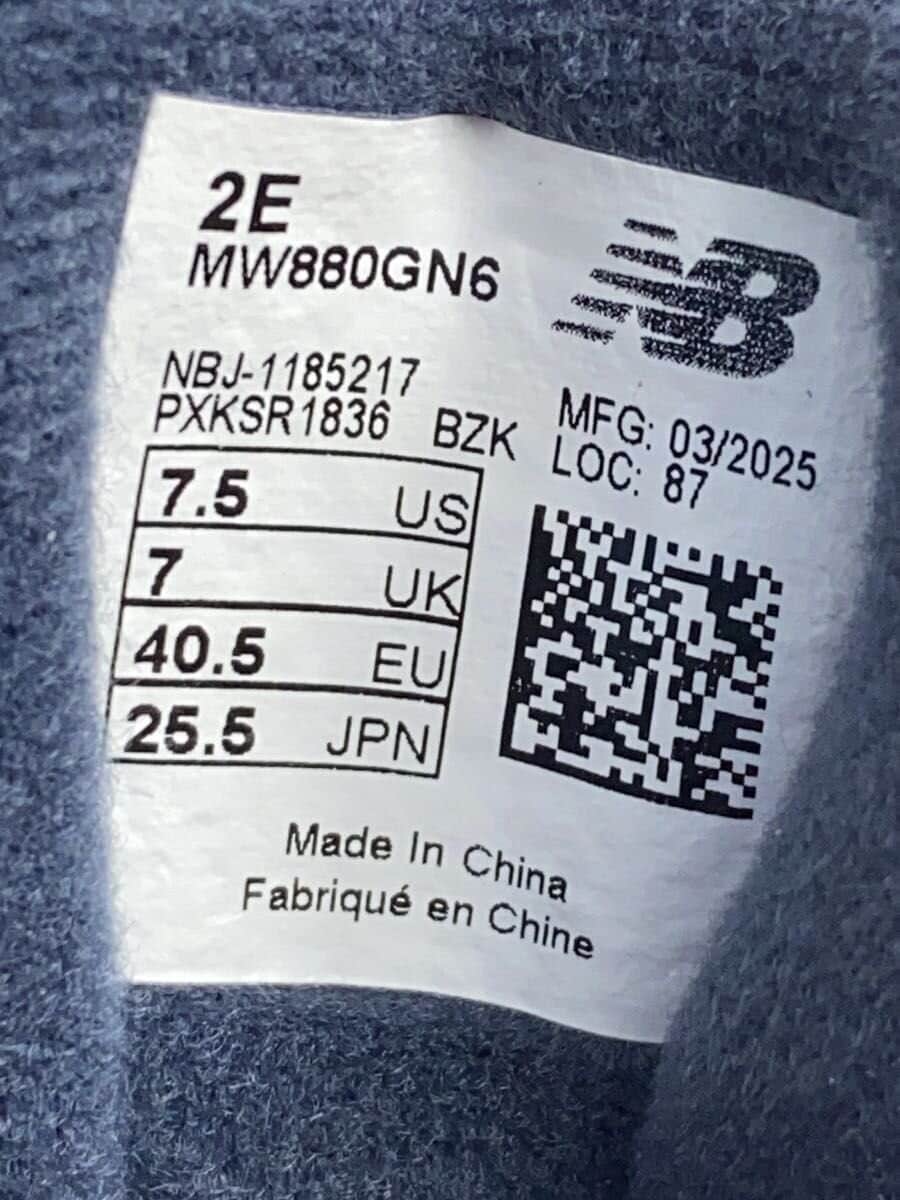 2E
MW880GN6
NB
NBJ-1185217
PXKSR1836 BZK
MFG: 03/2025
LOC: 87
7.5 US
7 UK
40.5 EU
25.5 JPN
Made In China
Fabriqué en Chine